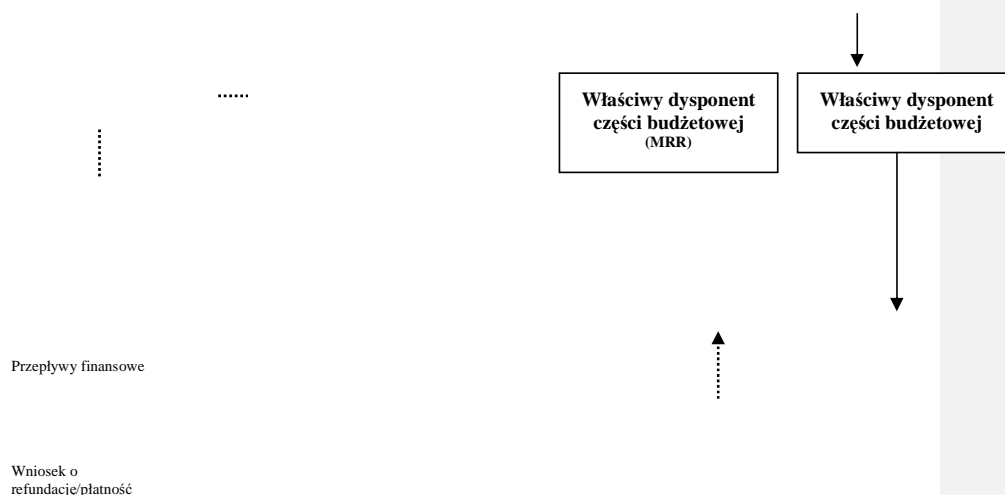 Właściwy dysponent
części budżetowej
(MRR)
Właściwy dysponent
części budżetowej
Przepływy finansowe
Wniosek o
refundację/płatność